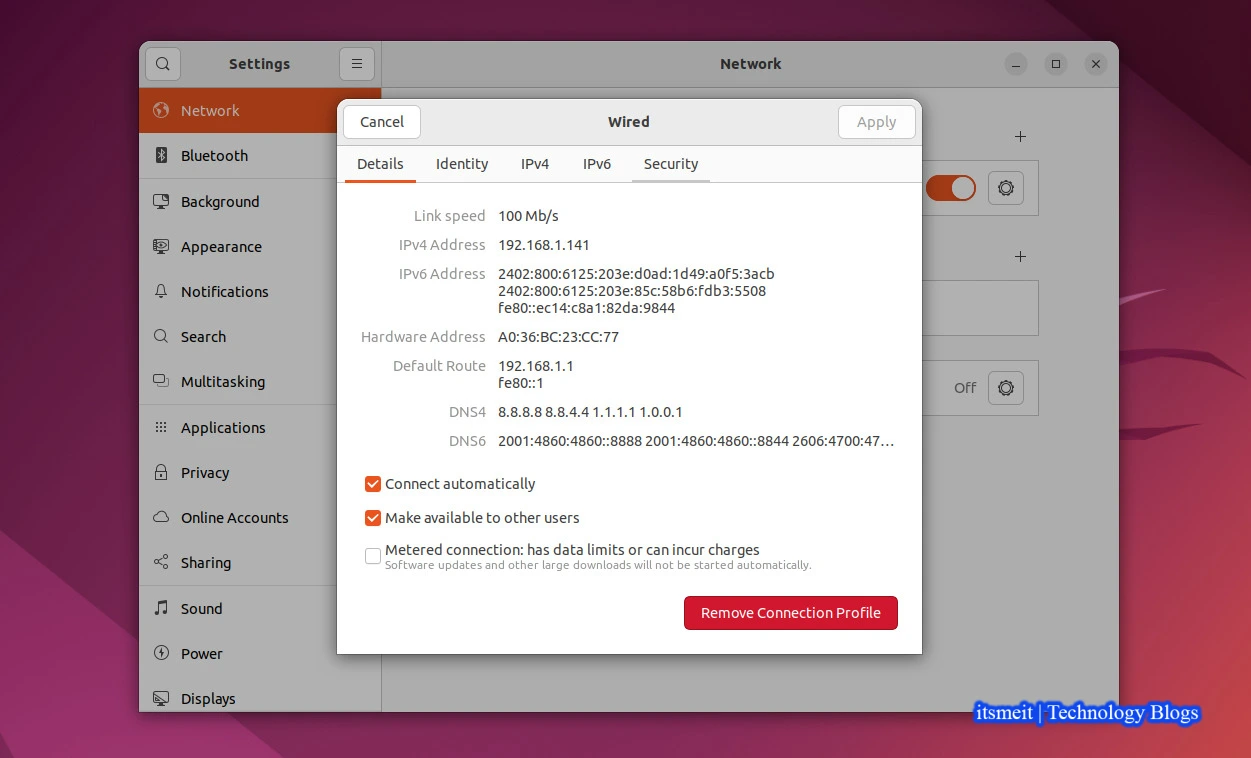 Settings
Network
Network
Bluetooth
Background
Appearance
Notifications
Search
Multitasking
Applications
Privacy
Online Accounts
Sharing
Sound
Power
Displays
Off
Cancel
Wired
Apply
Details Identity IPv4 IPv6 Security
Link speed 100 Mb/s
IPv4 Address 192.168.1.141
IPv6 Address 2402:800:6125:203e:d0ad:1d49:a0f5:3acb
2402:800:6125:203e:85c:58b6:fdb3:5508
fe80::ec14:c8a1:82da:9844
Hardware Address A0:36:BC:23:CC:77
Default Route 192.168.1.1
fe80::1
DNS4 8.8.8.8 8.8.4.4 1.1.1.1 1.0.0.1
DNS6 2001:4860:4860::8888 2001:4860:4860::8844 2606:4700:47…
Connect automatically
Make available to other users
Metered connection: has data limits or can incur charges
Software updates and other large downloads will not be started automatically.
Remove Connection Profile
itsmeit | Technology Blogs